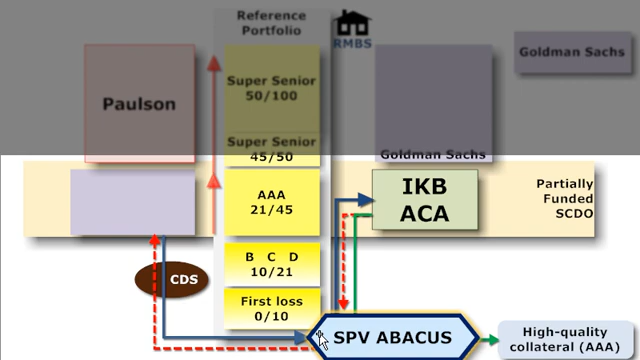 Reference
Portfolio
RMBS
Goldman Sachs
Paulson
Super Senior
50/100
Super Senior
45/50
Goldman Sachs
AAA
21/45
IKB
ACA
Partially
Funded
SCDO
B C D
10/21
CDS
First loss
0/10
SPV ABACUS
High-quality
collateral (AAA)